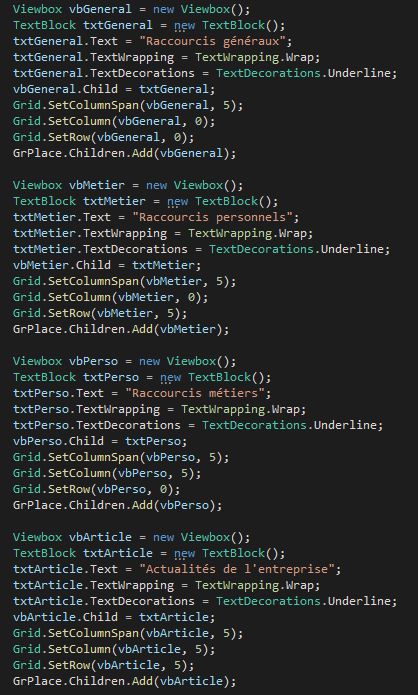 Viewbox vbGeneral = new Viewbox();
TextBlock txtGeneral = new TextBlock();
txtGeneral.Text = "Raccourcis généraux";
txtGeneral.TextWrapping = TextWrapping.Wrap;
txtGeneral.TextDecorations = TextDecorations.Underline;
vbGeneral.Child = txtGeneral;
Grid.SetColumnSpan(vbGeneral, 5);
Grid.SetColumn(vbGeneral, 0);
Grid.SetRow(vbGeneral, 0);
GrPlace.Children.Add(vbGeneral);

Viewbox vbMetier = new Viewbox();
TextBlock txtMetier = new TextBlock();
txtMetier.Text = "Raccourcis personnels";
txtMetier.TextWrapping = TextWrapping.Wrap;
txtMetier.TextDecorations = TextDecorations.Underline;
vbMetier.Child = txtMetier;
Grid.SetColumnSpan(vbMetier, 5);
Grid.SetColumn(vbMetier, 0);
Grid.SetRow(vbMetier, 5);
GrPlace.Children.Add(vbMetier);

Viewbox vbPerso = new Viewbox();
TextBlock txtPerso = new TextBlock();
txtPerso.Text = "Raccourcis métiers";
txtPerso.TextWrapping = TextWrapping.Wrap;
txtPerso.TextDecorations = TextDecorations.Underline;
vbPerso.Child = txtPerso;
Grid.SetColumnSpan(vbPerso, 5);
Grid.SetColumn(vbPerso, 5);
Grid.SetRow(vbPerso, 0);
GrPlace.Children.Add(vbPerso);

Viewbox vbArticle = new Viewbox();
TextBlock txtArticle = new TextBlock();
txtArticle.Text = "Actualités de l'entreprise";
txtArticle.TextWrapping = TextWrapping.Wrap;
txtArticle.TextDecorations = TextDecorations.Underline;
vbArticle.Child = txtArticle;
Grid.SetColumnSpan(vbArticle, 5);
Grid.SetColumn(vbArticle, 5);
Grid.SetRow(vbArticle, 5);
GrPlace.Children.Add(vbArticle);